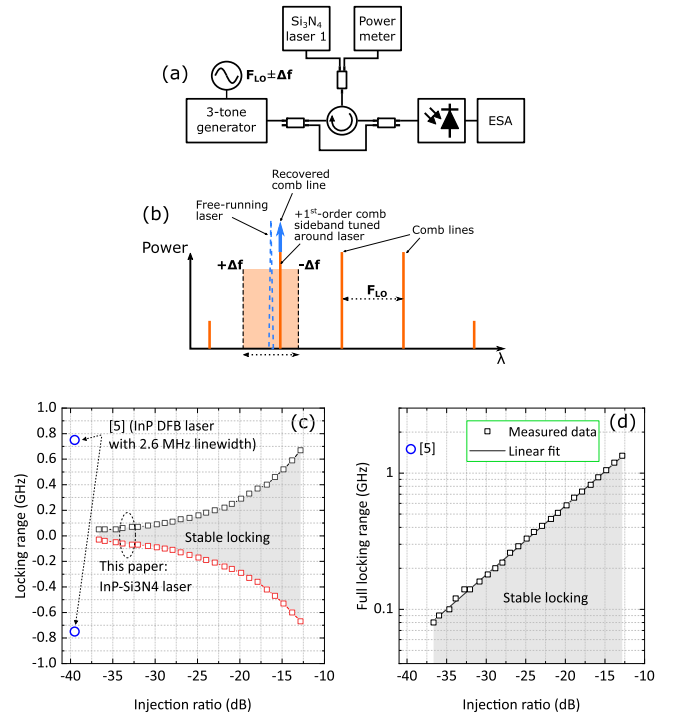 Si₃N₄
laser 1
Power
meter
(a)
F_LO±Δf
3-tone
generator
ESA
(b)
Recovered
comb line
Free-running
laser
+1ˢᵗ-order comb
sideband tuned
around laser
Comb lines
Power
+Δf
-Δf
F_LO
λ
(c)
1.0
0.8
0.6
0.4
0.2
0.0
-0.2
-0.4
-0.6
-0.8
-1.0
Locking range (GHz)
[5] (InP DFB laser
with 2.6 MHz linewidth)
Stable locking
This paper:
InP-Si3N4 laser
-40 -35 -30 -25 -20 -15 -10
Injection ratio (dB)
(d)
Full locking range (GHz)
1
0.1
[5]
Measured data
Linear fit
Stable locking
-40 -35 -30 -25 -20 -15 -10
Injection ratio (dB)